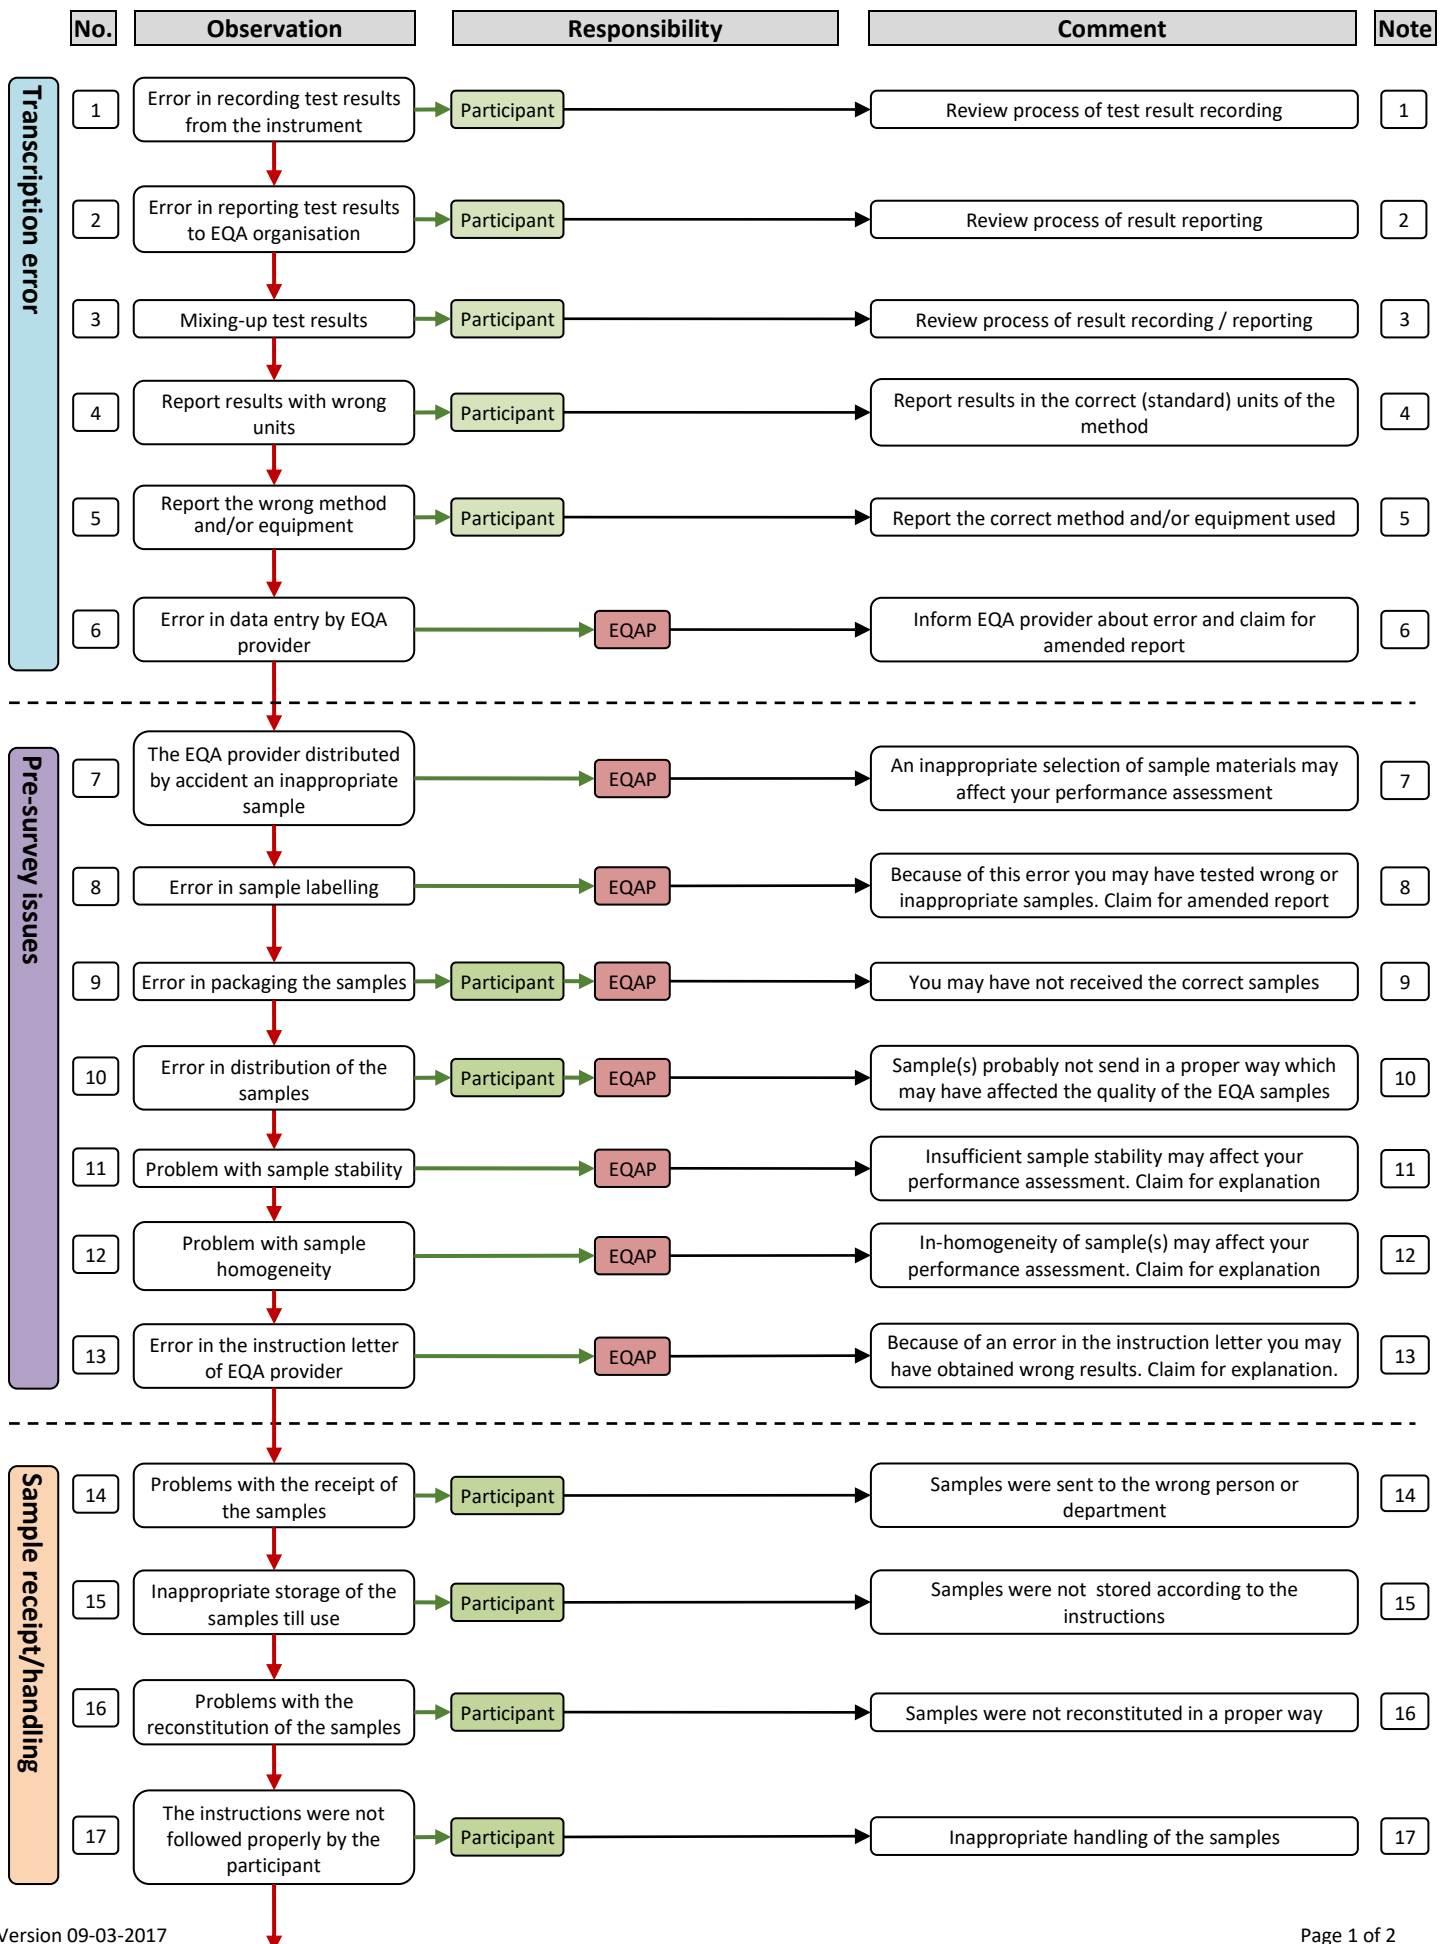 No. Observation Responsibility Comment Note
Transcription error
1
Error in recording test results
from the instrument
Participant
Review process of test result recording
1
2
Error in reporting test results
to EQA organisation
Participant
Review process of result reporting
2
3
Mixing-up test results
Participant
Review process of result recording / reporting
3
4
Report results with wrong
units
Participant
Report results in the correct (standard) units of the
method
4
5
Report the wrong method
and/or equipment
Participant
Report the correct method and/or equipment used
5
6
Error in data entry by EQA
provider
EQAP
Inform EQA provider about error and claim for
amended report
6
Pre-survey issues
7
The EQA provider distributed
by accident an inappropriate
sample
EQAP
An inappropriate selection of sample materials may
affect your performance assessment
7
8
Error in sample labelling
EQAP
Because of this error you may have tested wrong or
inappropriate samples. Claim for amended report
8
9
Error in packaging the samples
Participant
EQAP
You may have not received the correct samples
9
10
Error in distribution of the
samples
Participant
EQAP
Sample(s) probably not send in a proper way which
may have affected the quality of the EQA samples
10
11
Problem with sample stability
EQAP
Insufficient sample stability may affect your
performance assessment. Claim for explanation
11
12
Problem with sample
homogeneity
EQAP
In-homogeneity of sample(s) may affect your
performance assessment. Claim for explanation
12
13
Error in the instruction letter
of EQA provider
EQAP
Because of an error in the instruction letter you may
have obtained wrong results. Claim for explanation.
13
Sample receipt/handling
14
Problems with the receipt of
the samples
Participant
Samples were sent to the wrong person or
department
14
15
Inappropriate storage of the
samples till use
Participant
Samples were not stored according to the
instructions
15
16
Problems with the
reconstitution of the samples
Participant
Samples were not reconstituted in a proper way
16
17
The instructions were not
followed properly by the
participant
Participant
Inappropriate handling of the samples
17
Version 09-03-2017
Page 1 of 2